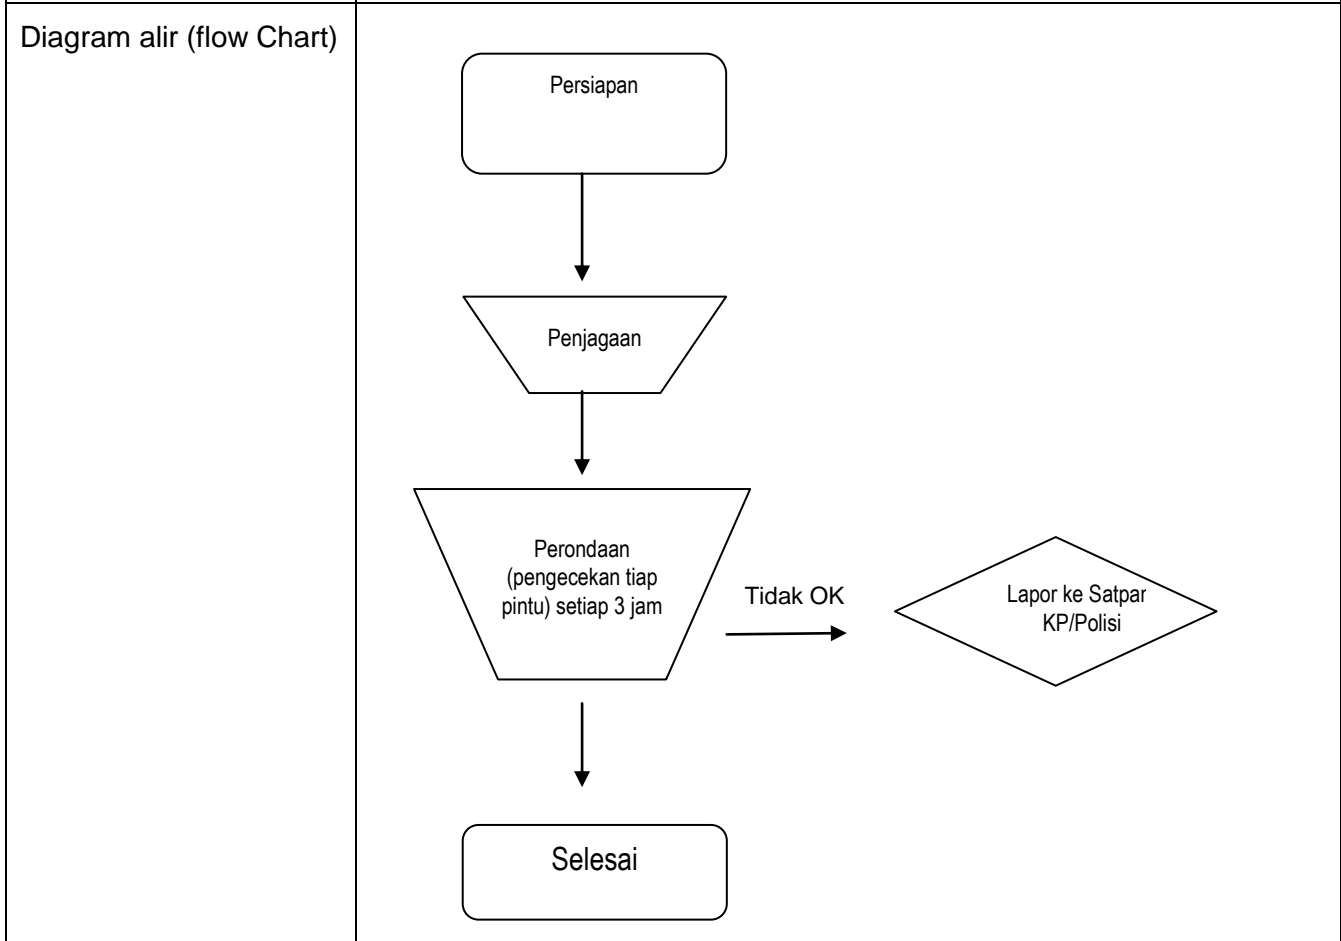 Diagram alir (flow Chart)
Persiapan
Penjagaan
Perondaan
(pengecekan tiap
pintu) setiap 3 jam
Tidak OK
Lapor ke Satpar
KP/Polisi
Selesai